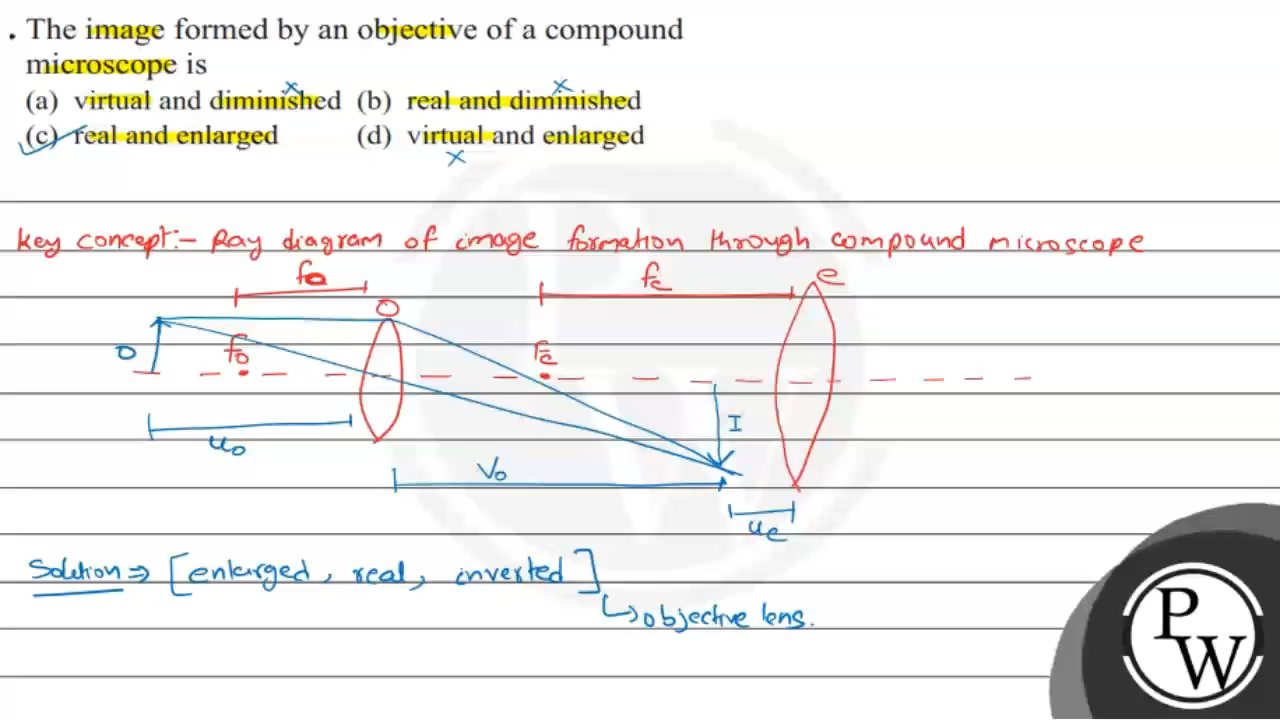 . The image formed by an objective of a compound
microscope is
(a) virtual and diminished (b) real and diminished
(c) real and enlarged (d) virtual and enlarged
Key concept:- Ray diagram of image formation through compound microscope
fo fe e
O
O fo Fe
I
uo
Vo
ue
Solution ⇒ [enlarged, real, inverted]
↳ objective lens.
P
W